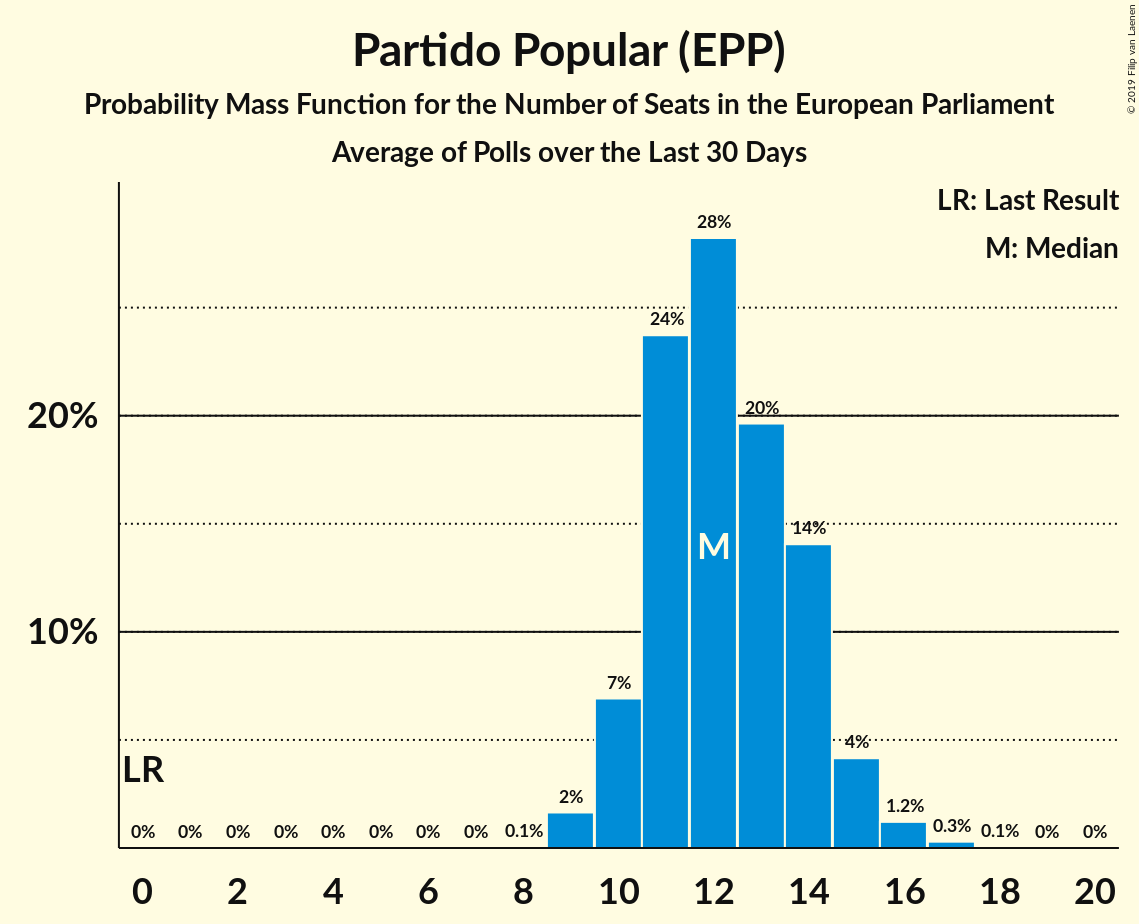 Partido Popular (EPP)
Probability Mass Function for the Number of Seats in the European Parliament
Average of Polls over the Last 30 Days
© 2019 Filip van Laenen
LR: Last Result
M: Median
28%
24%
20%
20%
14%
M
10%
7%
4%
LR
2%
1.2%
0% 0% 0% 0% 0% 0% 0% 0% 0.1% 0.3% 0.1% 0% 0%
0 2 4 6 8 10 12 14 16 18 20